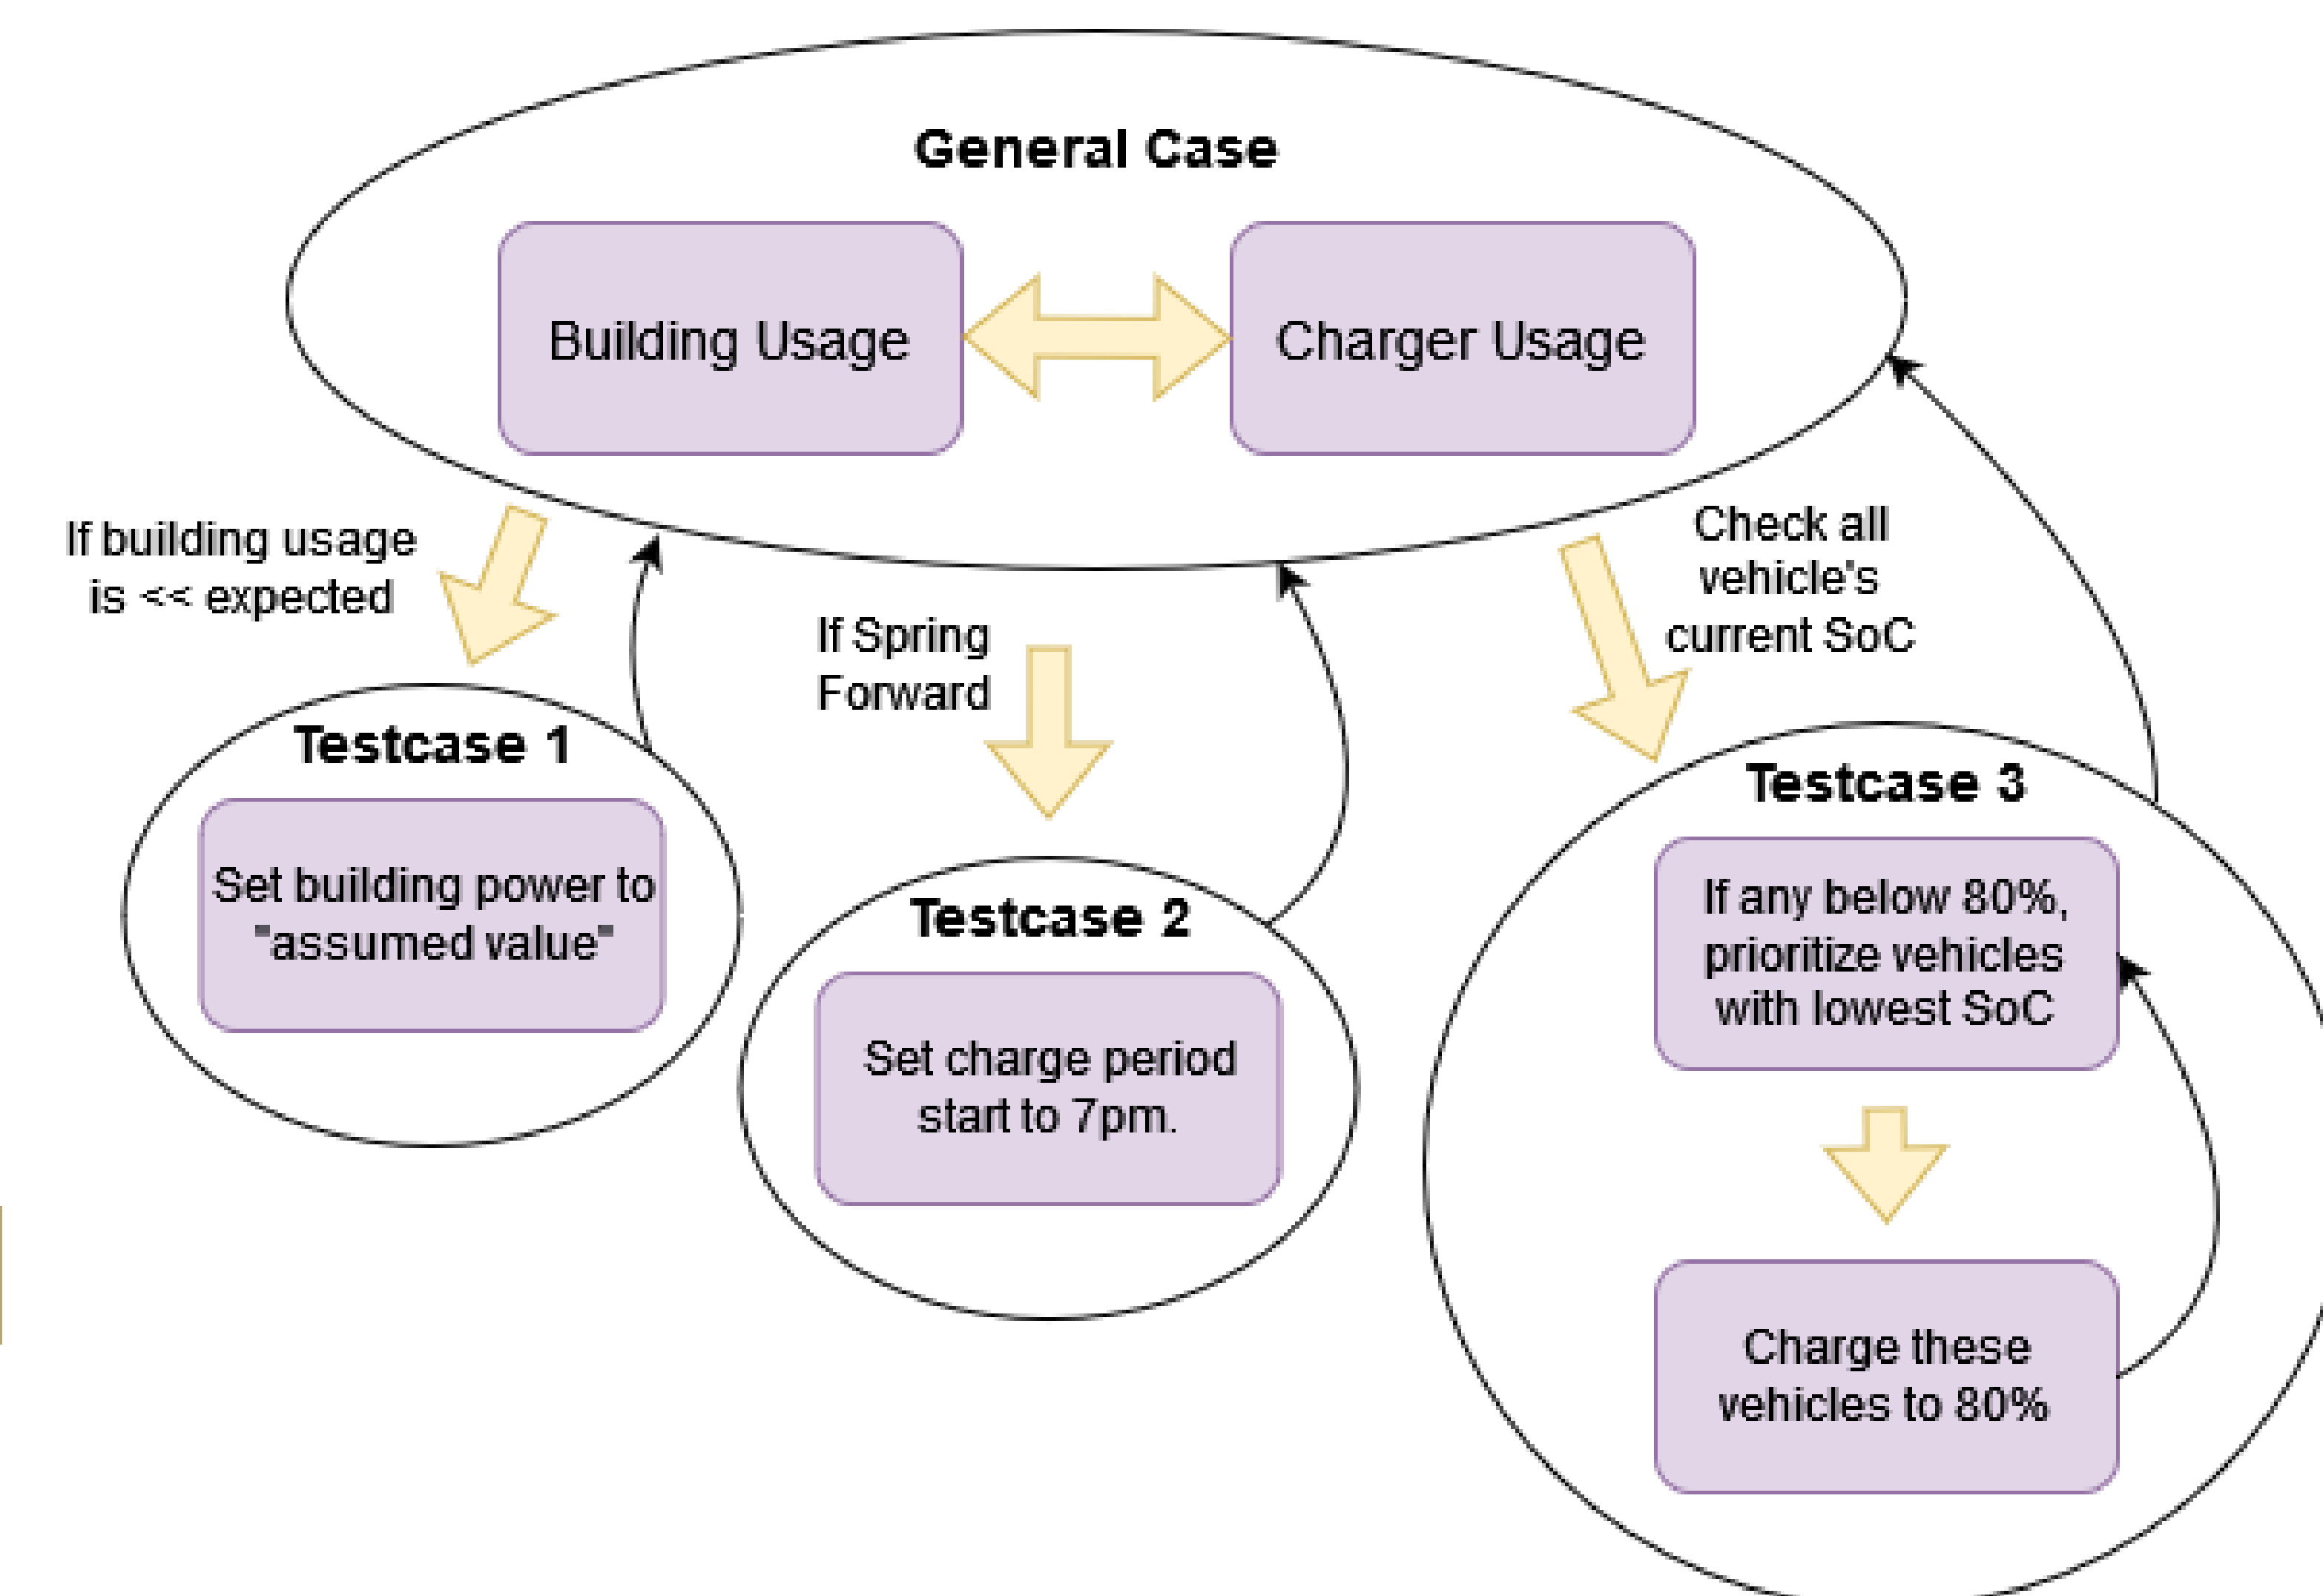 General Case
Building Usage
Charger Usage
If building usage
is << expected
If Spring
Forward
Check all
vehicle's
current SoC
Testcase 1
Set building power to
"assumed value"
Testcase 2
Set charge period
start to 7pm.
Testcase 3
If any below 80%,
prioritize vehicles
with lowest SoC
Charge these
vehicles to 80%